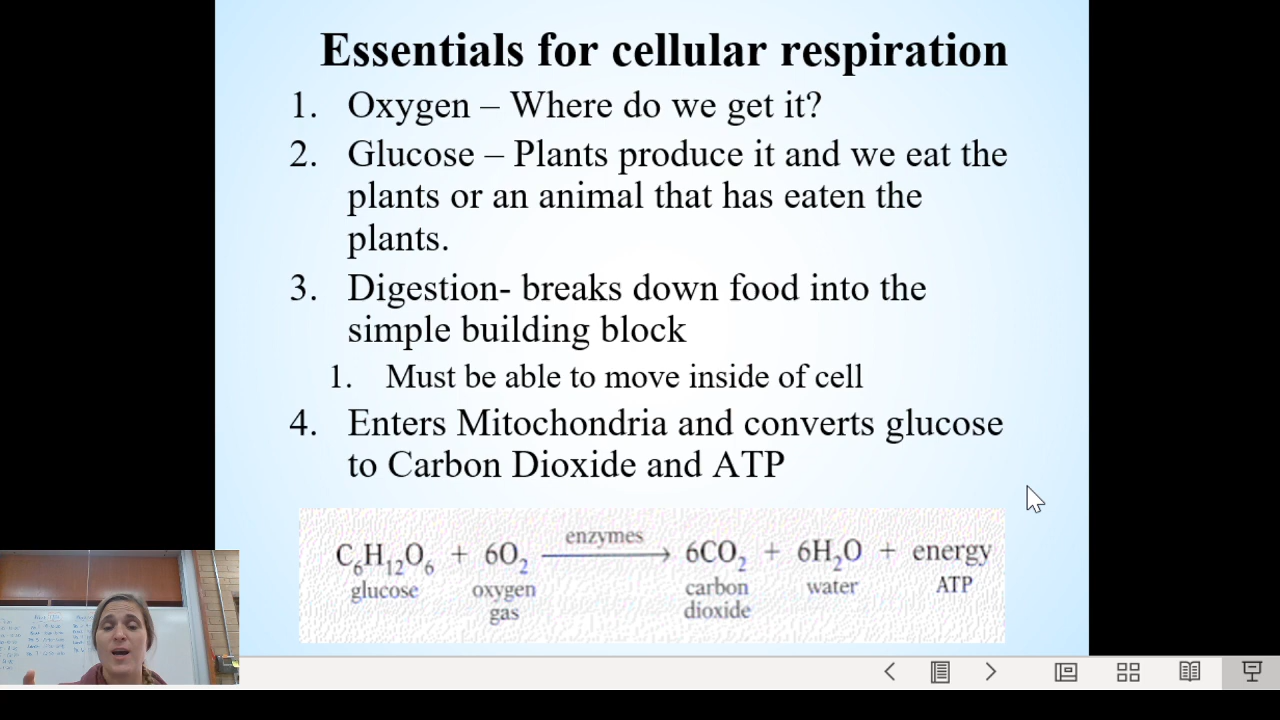 Essentials for cellular respiration
1. Oxygen – Where do we get it?
2. Glucose – Plants produce it and we eat the
plants or an animal that has eaten the
plants.
3. Digestion- breaks down food into the
simple building block
1. Must be able to move inside of cell
4. Enters Mitochondria and converts glucose
to Carbon Dioxide and ATP
enzymes
C₆H₁₂O₆ + 6O₂ → 6CO₂ + 6H₂O + energy
glucose oxygen gas carbon dioxide water ATP